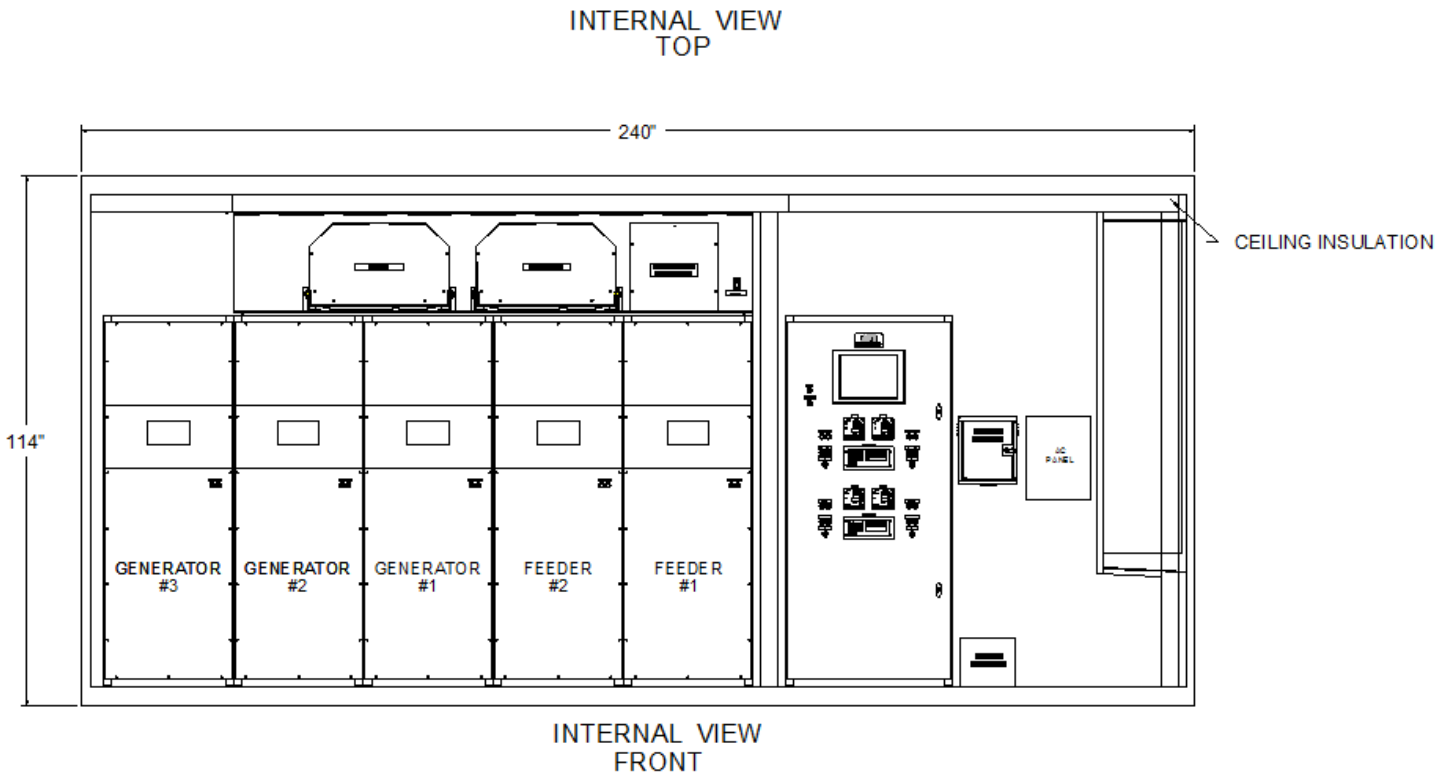 INTERNAL VIEW
TOP
240"
CEILING INSULATION
114"
AC
PANEL
GENERATOR
#3
GENERATOR
#2
GENERATOR
#1
FEEDER
#2
FEEDER
#1
INTERNAL VIEW
FRONT